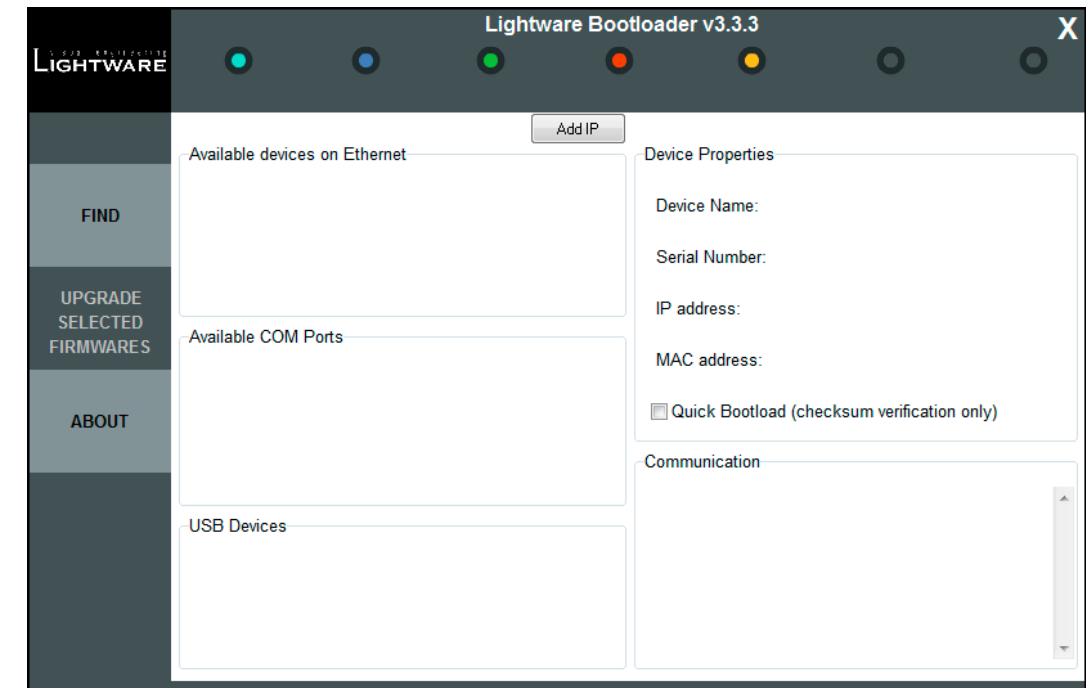 Lightware Bootloader v3.3.3
X
LIGHTWARE
Add IP
Available devices on Ethernet
Device Properties
FIND
Device Name:
Serial Number:
UPGRADE
SELECTED
FIRMWARES
IP address:
Available COM Ports
MAC address:
ABOUT
Quick Bootload (checksum verification only)
Communication
USB Devices